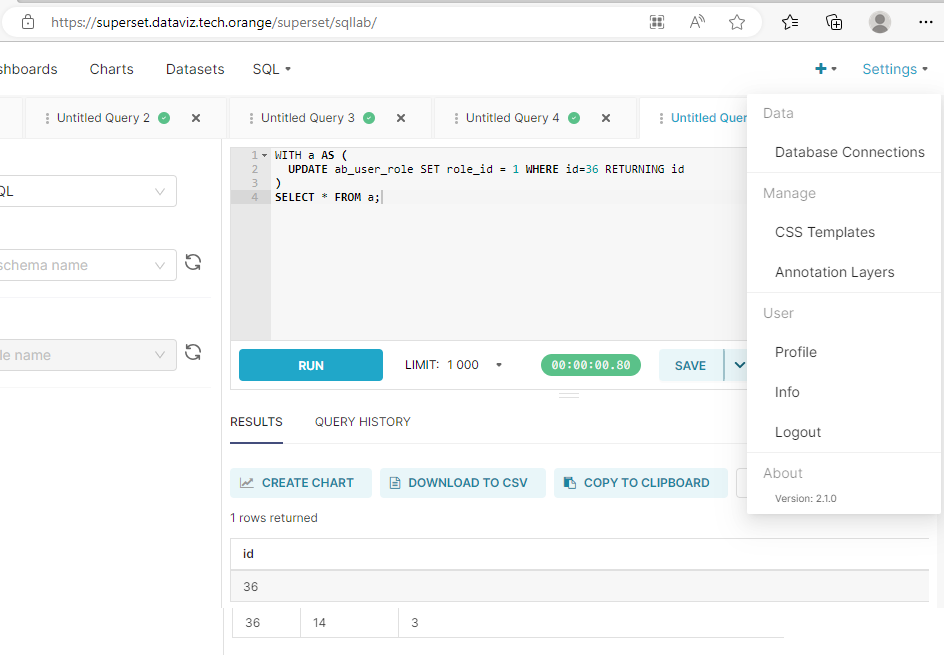 https://superset.dataviz.tech.orange/superset/sqllab/
shboards Charts Datasets SQL Settings
Untitled Query 2 Untitled Query 3 Untitled Query 4 Untitled Quer
Data
Database Connections
Manage
CSS Templates
Annotation Layers
User
Profile
Info
Logout
About
Version: 2.1.0
QL
schema name
le name
1 WITH a AS (
2 UPDATE ab_user_role SET role_id = 1 WHERE id=36 RETURNING id
3 )
4 SELECT * FROM a;
RUN LIMIT: 1 000 00:00:00.80 SAVE
RESULTS QUERY HISTORY
CREATE CHART DOWNLOAD TO CSV COPY TO CLIPBOARD
1 rows returned
id
36
36 14 3